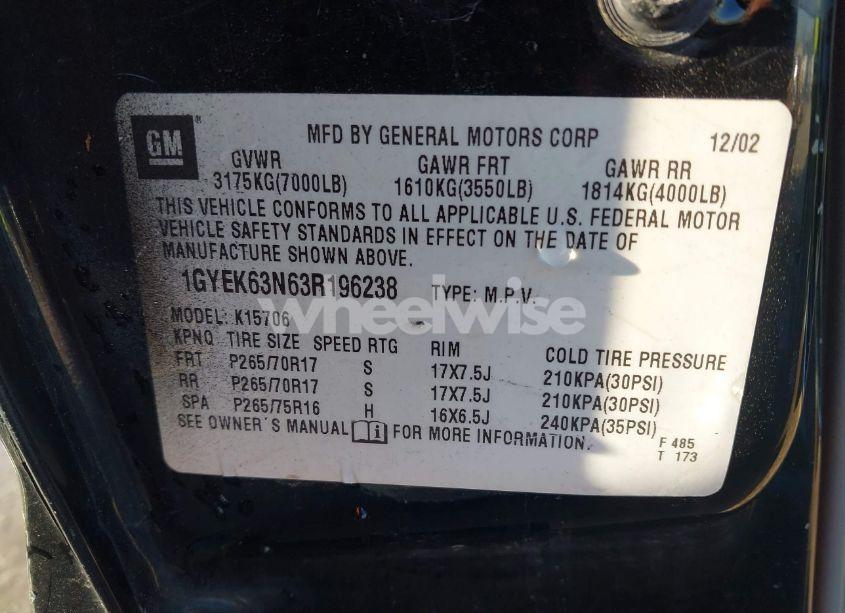 GM ®
MFD BY GENERAL MOTORS CORP 12/02
GVWR GAWR FRT GAWR RR
3175KG(7000LB) 1610KG(3550LB) 1814KG(4000LB)
THIS VEHICLE CONFORMS TO ALL APPLICABLE U.S. FEDERAL MOTOR
VEHICLE SAFETY STANDARDS IN EFFECT ON THE DATE OF
MANUFACTURE SHOWN ABOVE.
1GYEK63N63R196238 TYPE: M.P.V.
wheelwise
MODEL: K15706
KPNQ TIRE SIZE SPEED RTG RIM COLD TIRE PRESSURE
FRT P265/70R17 S 17X7.5J 210KPA(30PSI)
RR P265/70R17 S 17X7.5J 210KPA(30PSI)
SPA P265/75R16 H 16X6.5J 240KPA(35PSI)
SEE OWNER'S MANUAL FOR MORE INFORMATION.
F 485
T 173